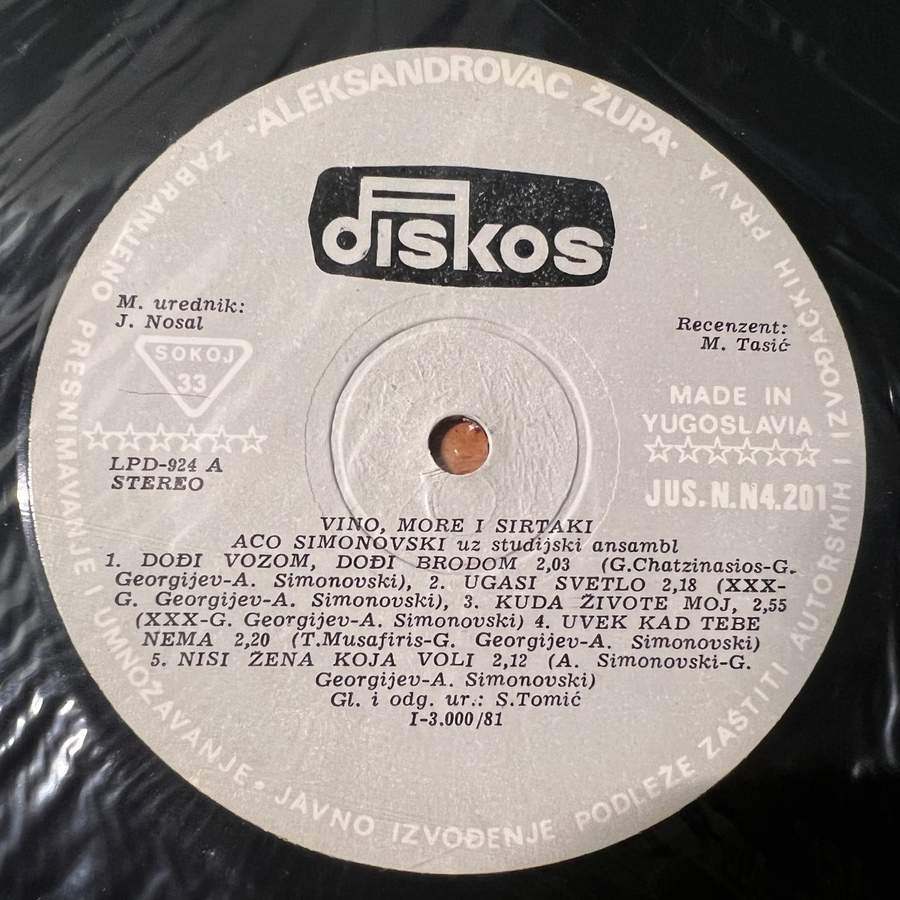 ·ALEKSANDROVAC ŽUPA·
diskos
M. urednik:
J. Nosal
Recenzent:
M. Tasić
SOKOJ
33
MADE IN
YUGOSLAVIA
LPD-924 A
STEREO
JUS.N.N4.201
VINO, MORE I SIRTAKI
ACO SIMONOVSKI uz studijski ansambl
1. DOĐI VOZOM, DOĐI BRODOM 2,03 (G.Chatzinasios-G.
Georgijev-A. Simonovski), 2. UGASI SVETLO 2,18 (XXX-
G. Georgijev-A. Simonovski), 3. KUDA ŽIVOTE MOJ, 2,55
(XXX-G. Georgijev-A. Simonovski) 4. UVEK KAD TEBE
NEMA 2,20 (T.Musafiris-G. Georgijev-A. Simonovski)
5. NISI ŽENA KOJA VOLI 2,12 (A. Simonovski-G.
Georgijev-A. Simonovski)
Gl. i odg. ur.: S.Tomić
I-3.000/81
ZABRANJENO PRESNIMAVANJE I UMNOŽAVANJE · JAVNO IZVOĐENJE PODLEŽE ZAŠTITI AUTORSKIH I IZVOĐAČKIH PRAVA